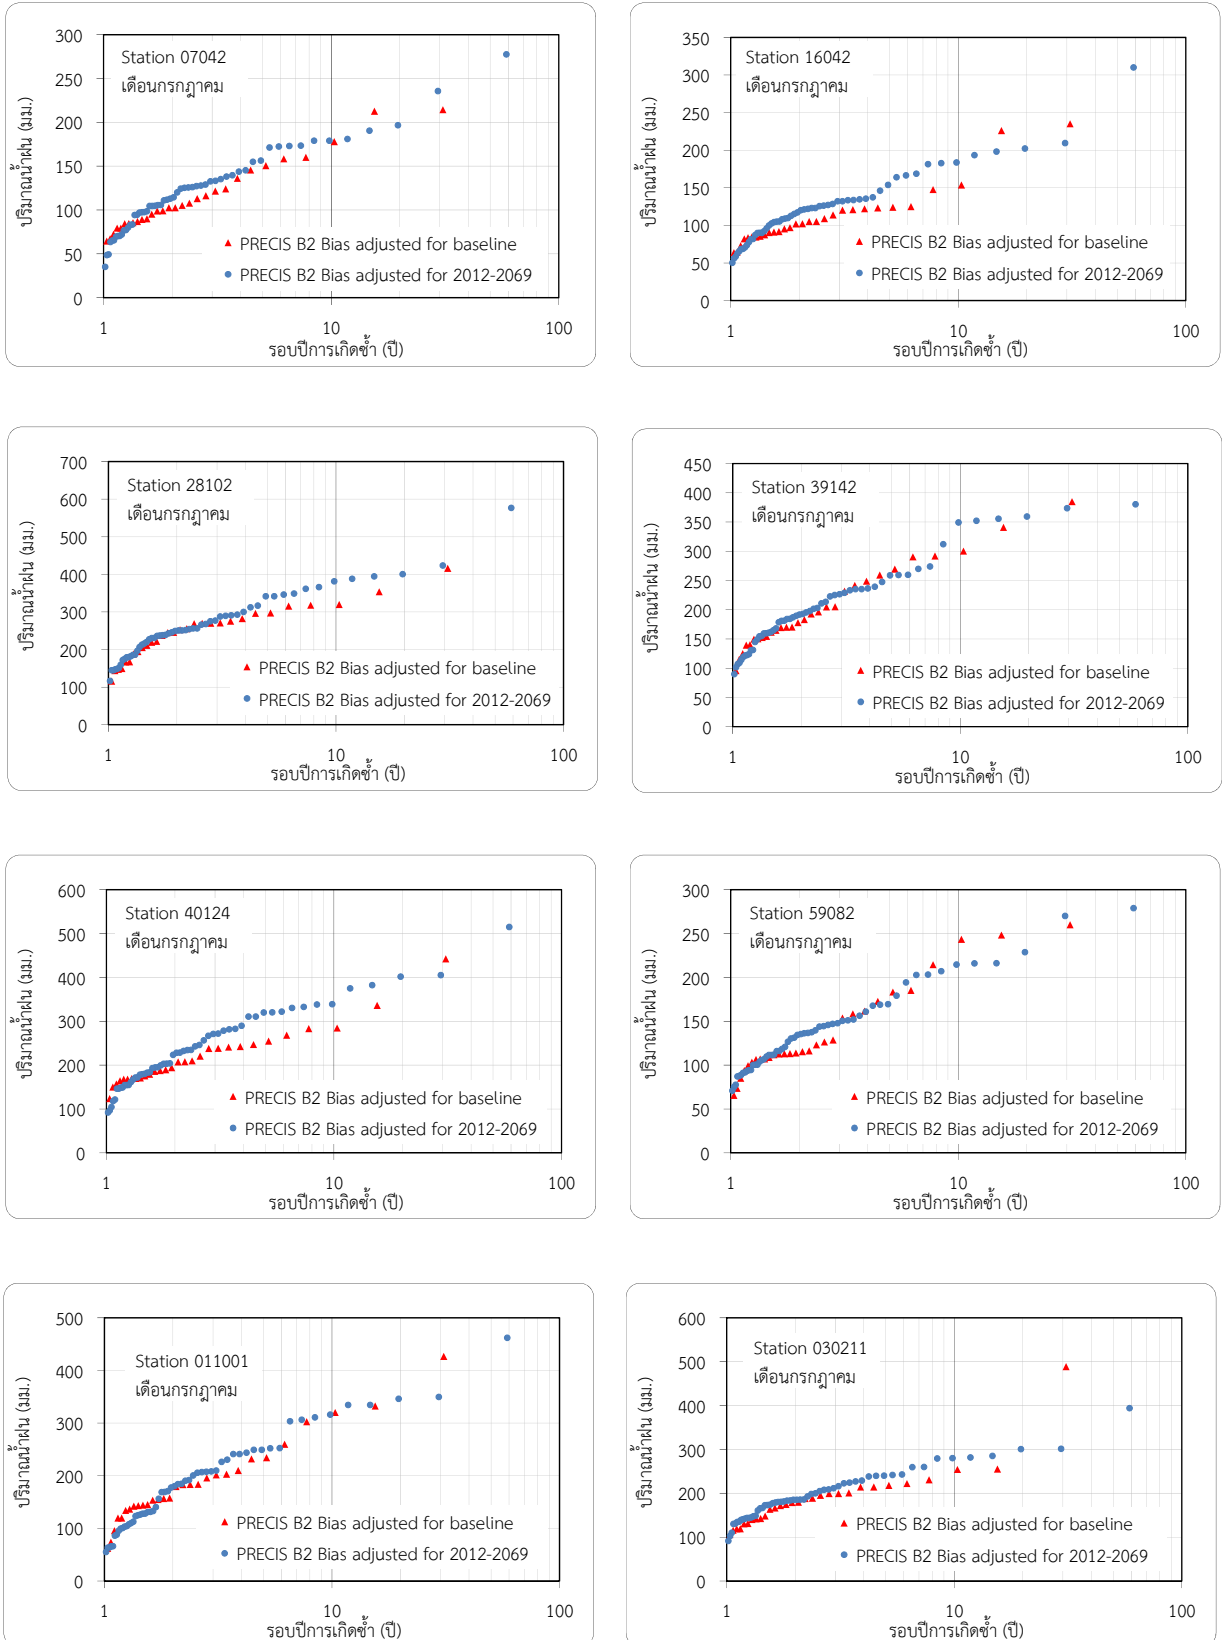 Station 07042
เดือนกรกฎาคม
ปริมาณน้ำฝน (มม.)
300
250
200
150
100
50
0
PRECIS B2 Bias adjusted for baseline
PRECIS B2 Bias adjusted for 2012-2069
1
10
100
รอบปีการเกิดซ้ำ (ปี)
Station 16042
เดือนกรกฎาคม
ปริมาณน้ำฝน (มม.)
350
300
250
200
150
100
50
0
PRECIS B2 Bias adjusted for baseline
PRECIS B2 Bias adjusted for 2012-2069
1
10
100
รอบปีการเกิดซ้ำ (ปี)
Station 28102
เดือนกรกฎาคม
ปริมาณน้ำฝน (มม.)
700
600
500
400
300
200
100
0
PRECIS B2 Bias adjusted for baseline
PRECIS B2 Bias adjusted for 2012-2069
1
10
100
รอบปีการเกิดซ้ำ (ปี)
Station 39142
เดือนกรกฎาคม
ปริมาณน้ำฝน (มม.)
450
400
350
300
250
200
150
100
50
0
PRECIS B2 Bias adjusted for baseline
PRECIS B2 Bias adjusted for 2012-2069
1
10
100
รอบปีการเกิดซ้ำ (ปี)
Station 40124
เดือนกรกฎาคม
ปริมาณน้ำฝน (มม.)
600
500
400
300
200
100
0
PRECIS B2 Bias adjusted for baseline
PRECIS B2 Bias adjusted for 2012-2069
1
10
100
รอบปีการเกิดซ้ำ (ปี)
Station 59082
เดือนกรกฎาคม
ปริมาณน้ำฝน (มม.)
300
250
200
150
100
50
0
PRECIS B2 Bias adjusted for baseline
PRECIS B2 Bias adjusted for 2012-2069
1
10
100
รอบปีการเกิดซ้ำ (ปี)
Station 011001
เดือนกรกฎาคม
ปริมาณน้ำฝน (มม.)
500
400
300
200
100
0
PRECIS B2 Bias adjusted for baseline
PRECIS B2 Bias adjusted for 2012-2069
1
10
100
รอบปีการเกิดซ้ำ (ปี)
Station 030211
เดือนกรกฎาคม
ปริมาณน้ำฝน (มม.)
600
500
400
300
200
100
0
PRECIS B2 Bias adjusted for baseline
PRECIS B2 Bias adjusted for 2012-2069
1
10
100
รอบปีการเกิดซ้ำ (ปี)